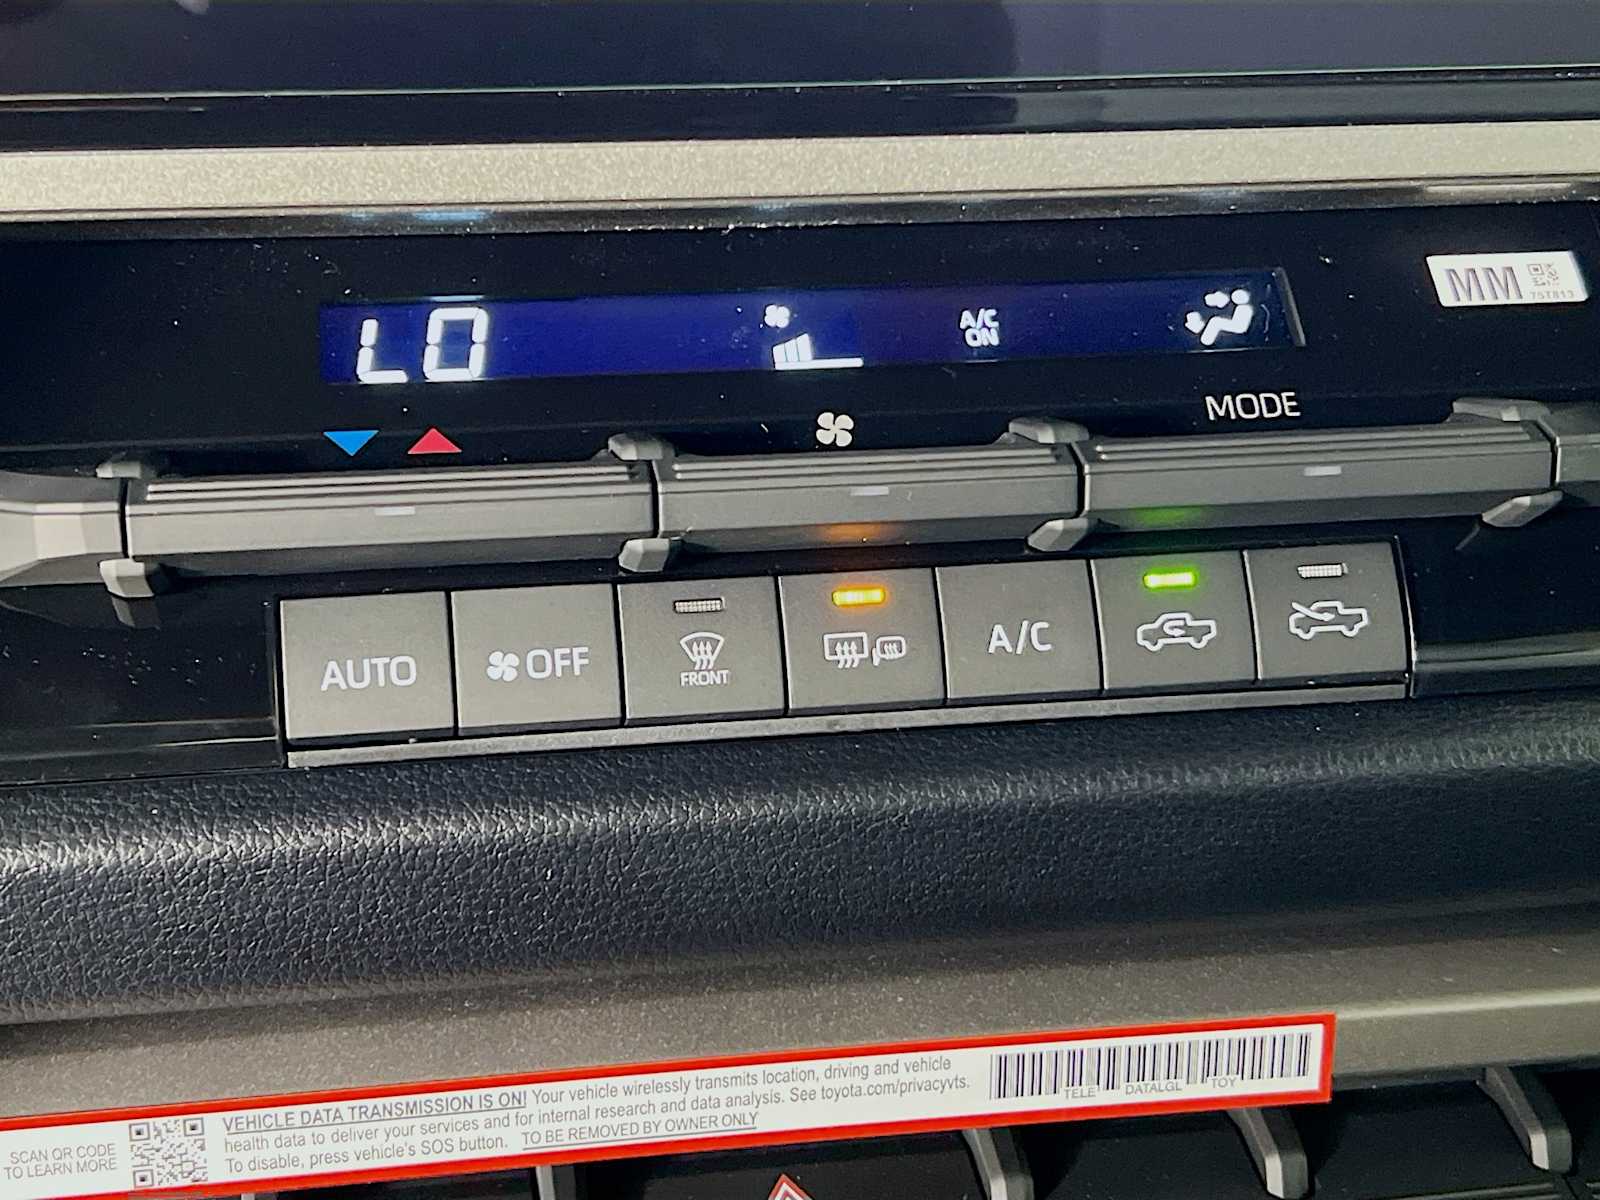 LO
A/C
ON
MM
75T813
MODE
AUTO
OFF
FRONT
A/C
SCAN QR CODE
TO LEARN MORE
VEHICLE DATA TRANSMISSION IS ON! Your vehicle wirelessly transmits location, driving and vehicle
health data to deliver your services and for internal research and data analysis. See toyota.com/privacyvts.
To disable, press vehicle's SOS button. TO BE REMOVED BY OWNER ONLY
TELE DATALGL TOY